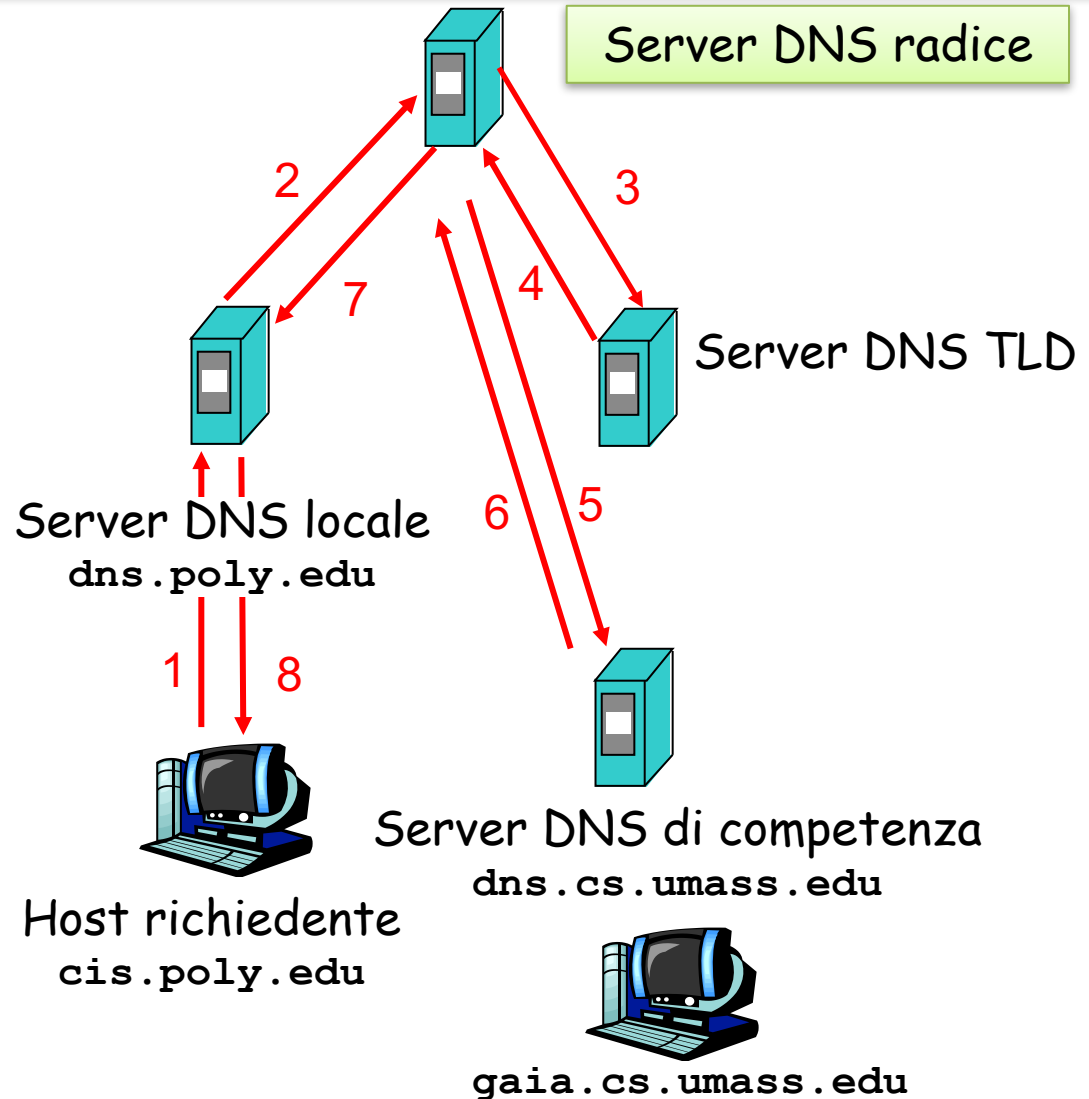 Server DNS radice
2
3
7
4
Server DNS TLD
6
5
Server DNS locale
dns.poly.edu
1
8
Server DNS di competenza
dns.cs.umass.edu
Host richiedente
cis.poly.edu
gaia.cs.umass.edu